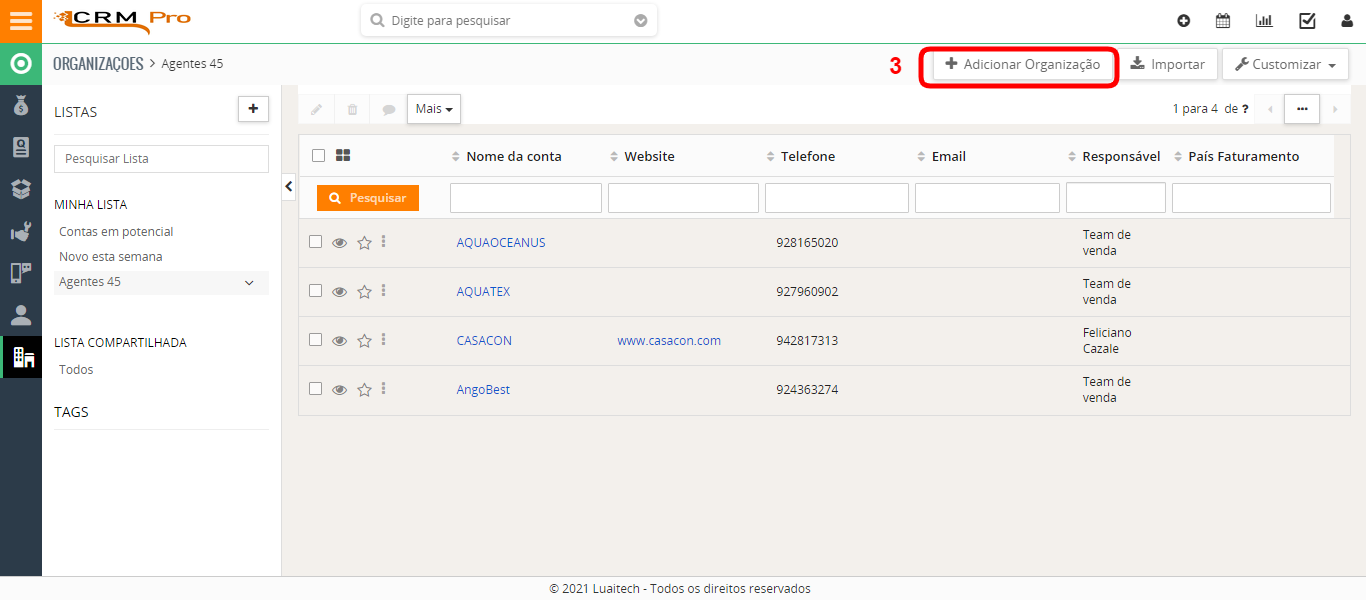 CRM Pro
Digite para pesquisar
ORGANIZAÇOES > Agentes 45
3
+ Adicionar Organização
Importar
Customizar
LISTAS
+
Pesquisar Lista
MINHA LISTA
Contas em potencial
Novo esta semana
Agentes 45
LISTA COMPARTILHADA
Todos
TAGS
Mais
1 para 4 de ?
...
Nome da conta Website Telefone Email Responsável País Faturamento
Pesquisar
AQUAOCEANUS 928165020 Team de
venda
AQUATEX 927960902 Team de
venda
CASACON www.casacon.com 942817313 Feliciano
Cazale
AngoBest 924363274 Team de
venda
© 2021 Luaitech - Todos os direitos reservados